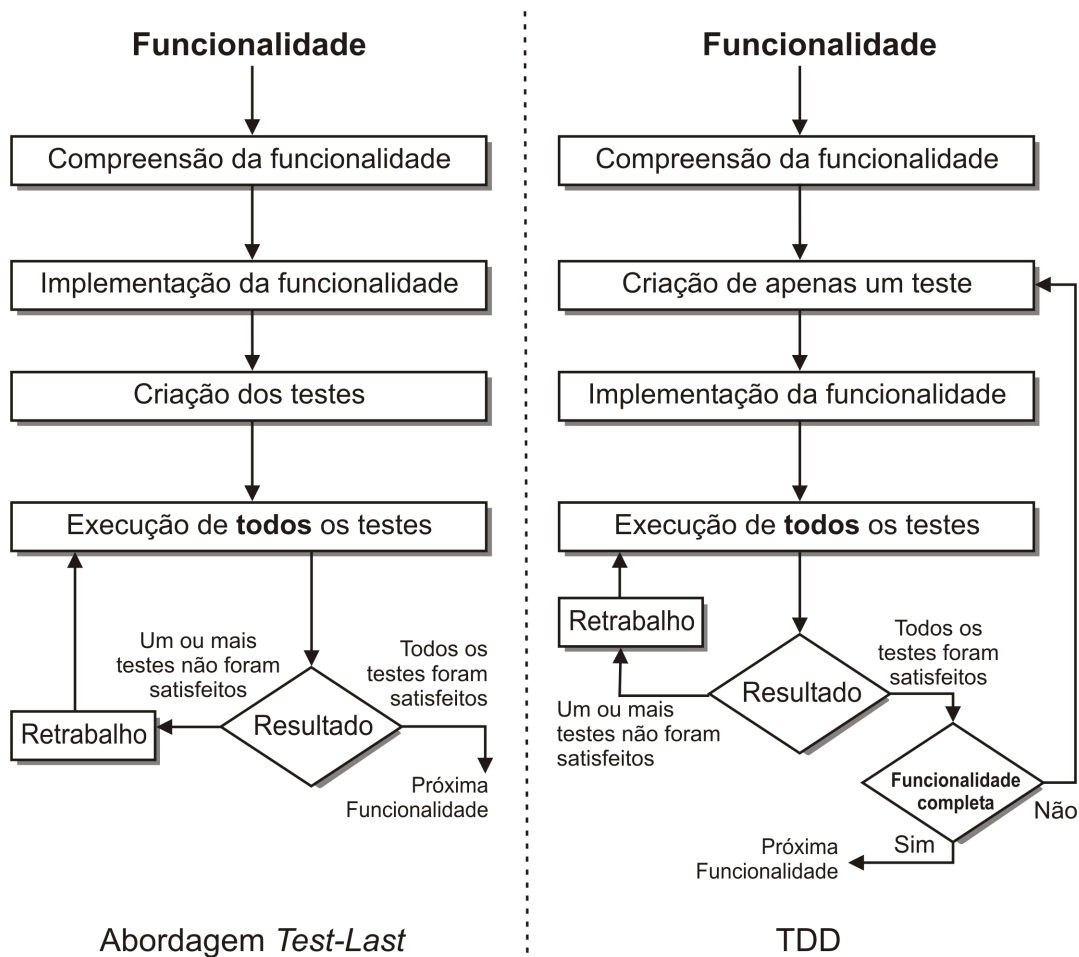 Funcionalidade
Compreensão da funcionalidade
Implementação da funcionalidade
Criação dos testes
Execução de todos os testes
Um ou mais
testes não foram
satisfeitos
Todos os
testes foram
satisfeitos
Retrabalho
Resultado
Próxima
Funcionalidade
Abordagem Test-Last
Funcionalidade
Compreensão da funcionalidade
Criação de apenas um teste
Implementação da funcionalidade
Execução de todos os testes
Retrabalho
Resultado
Todos os
testes foram
satisfeitos
Um ou mais
testes não foram
satisfeitos
Funcionalidade
completa
Não
Sim
Próxima
Funcionalidade
TDD